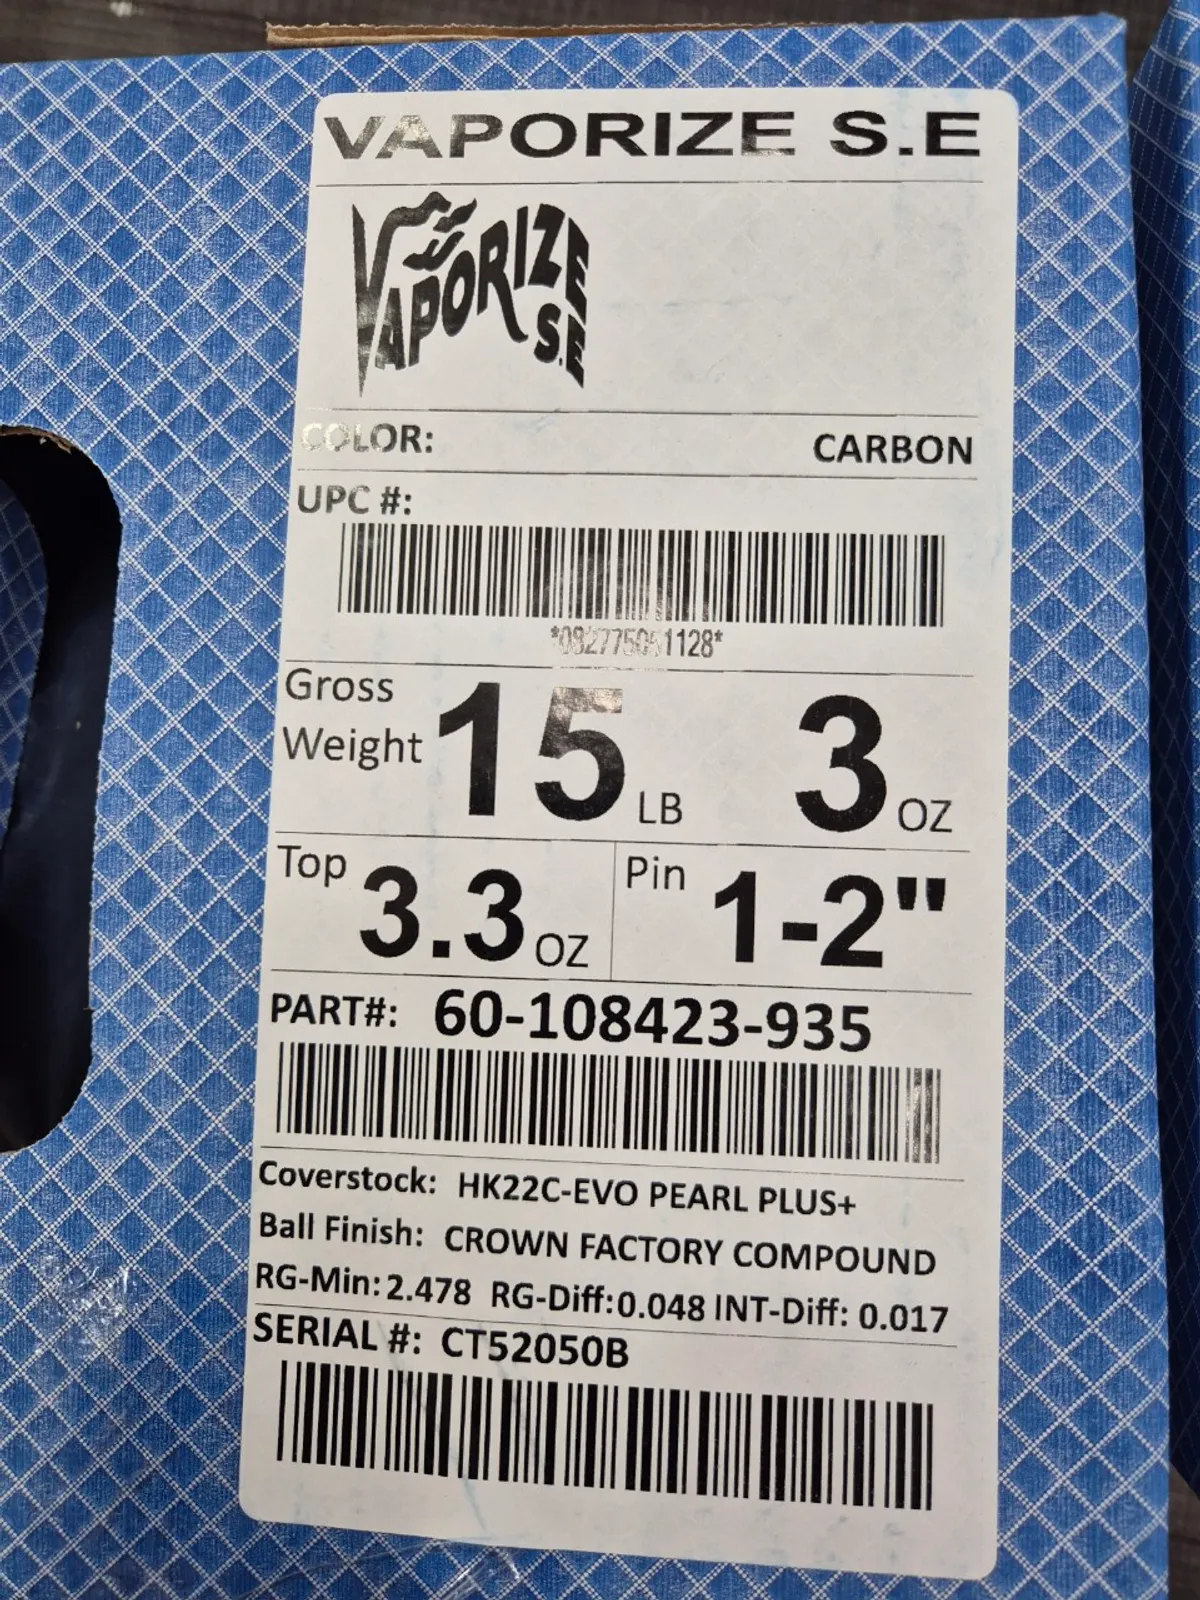 VAPORIZE S.E
VAPORIZE
S.E
COLOR: CARBON
UPC #:
*082775051128*
Gross
Weight 15 LB 3 OZ
Top 3.3 OZ Pin 1-2"
PART#: 60-108423-935
Coverstock: HK22C-EVO PEARL PLUS+
Ball Finish: CROWN FACTORY COMPOUND
RG-Min: 2.478 RG-Diff: 0.048 INT-Diff: 0.017
SERIAL #: CT52050B